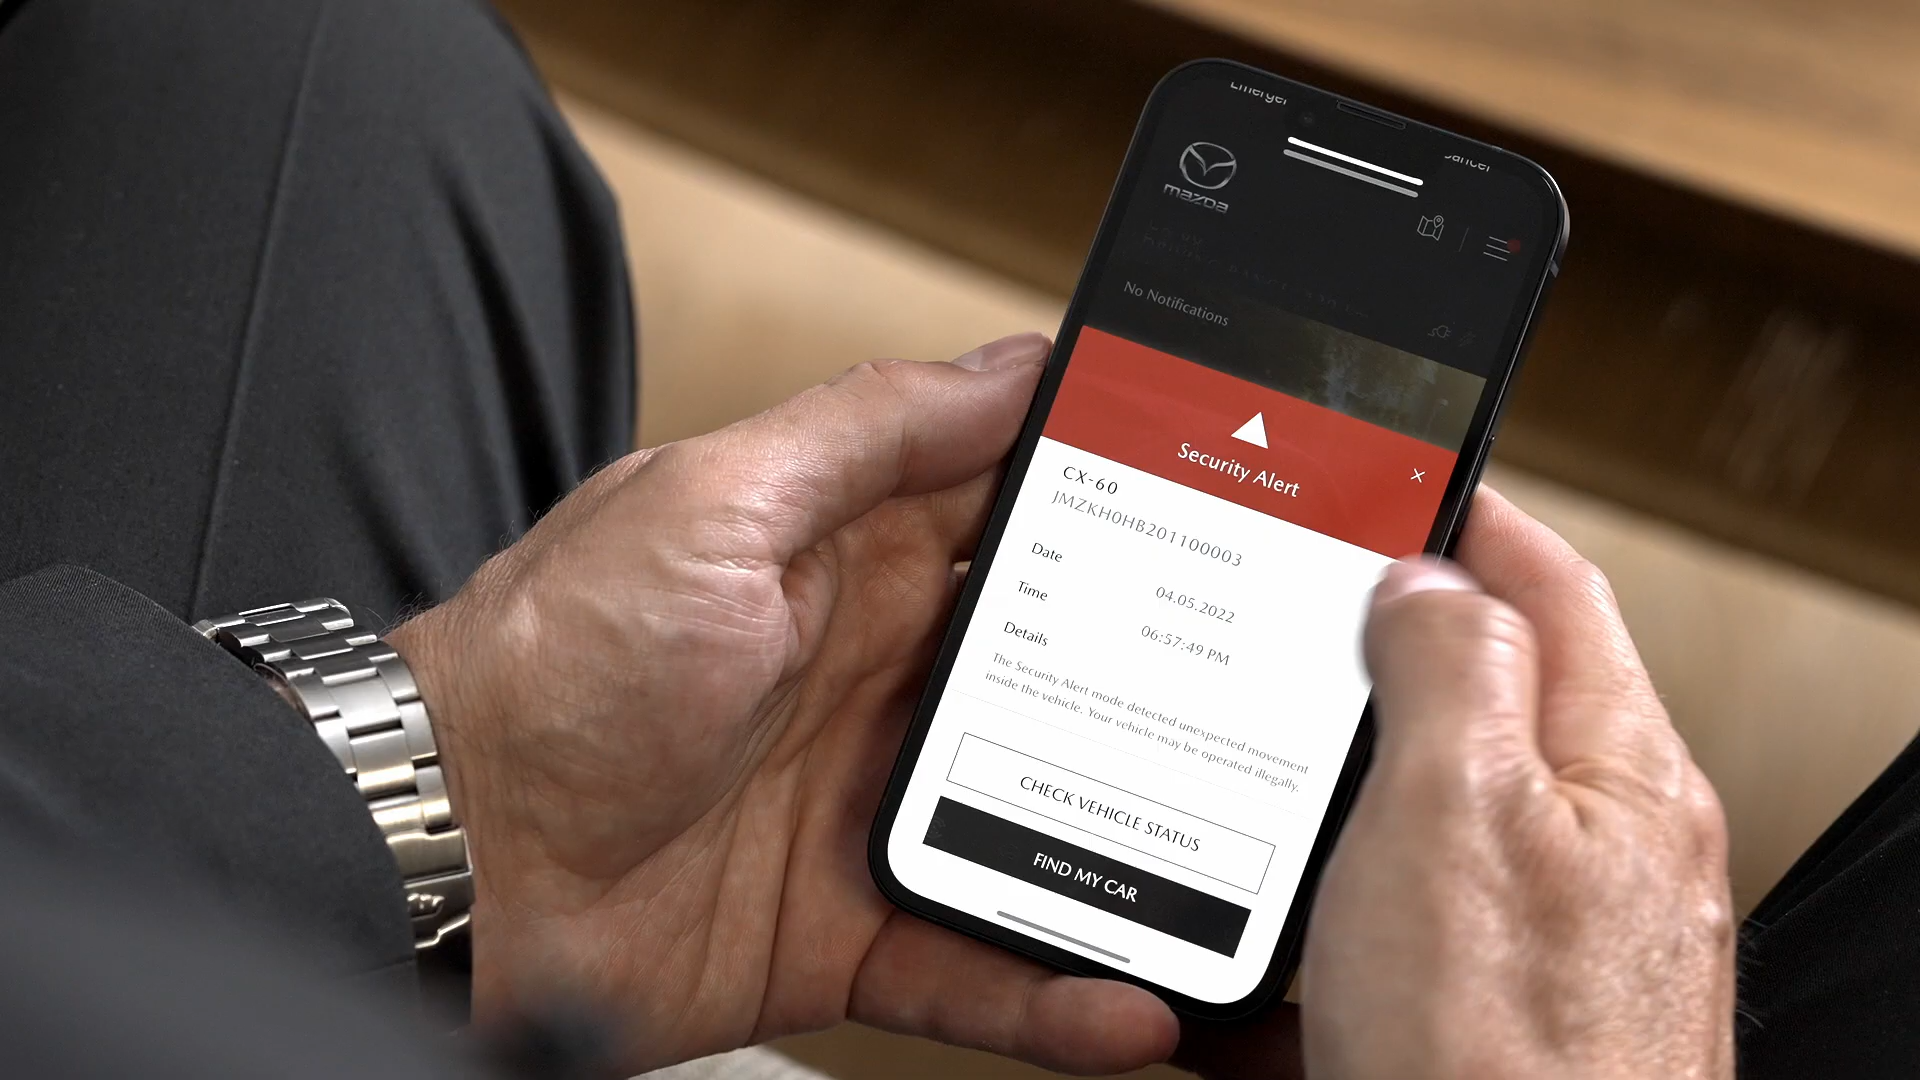 mazda
No Notifications
Security Alert
CX-60
JMZKH0HB201100003
Date
04.05.2022
Time
06:57:49 PM
Details
The Security Alert mode detected unexpected movement
inside the vehicle. Your vehicle may be operated illegally.
CHECK VEHICLE STATUS
FIND MY CAR